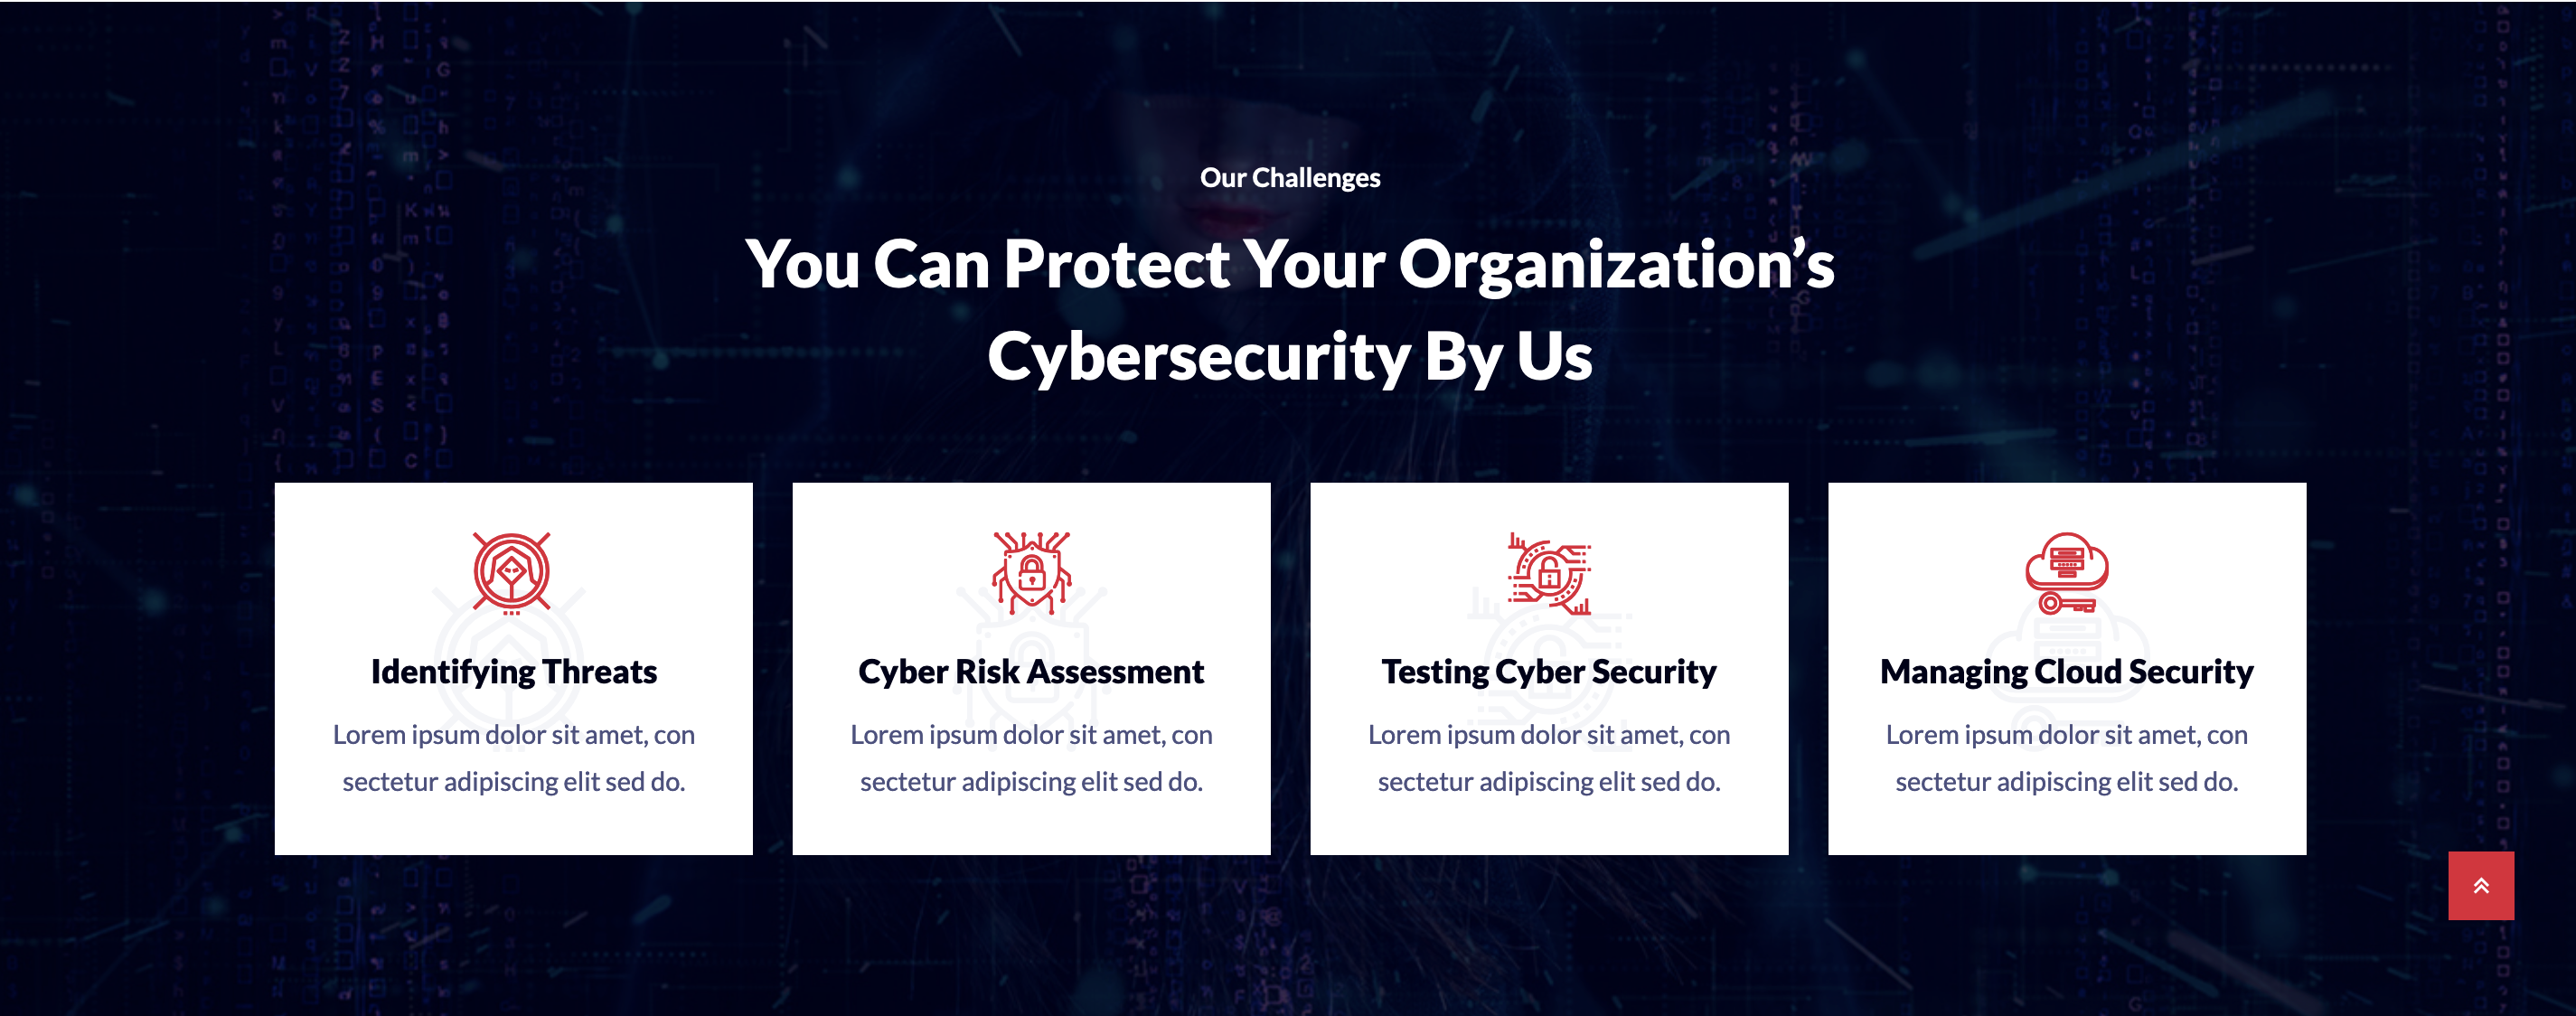 Our Challenges
You Can Protect Your Organization’s
Cybersecurity By Us
Identifying Threats
Lorem ipsum dolor sit amet, con
sectetur adipiscing elit sed do.
Cyber Risk Assessment
Lorem ipsum dolor sit amet, con
sectetur adipiscing elit sed do.
Testing Cyber Security
Lorem ipsum dolor sit amet, con
sectetur adipiscing elit sed do.
Managing Cloud Security
Lorem ipsum dolor sit amet, con
sectetur adipiscing elit sed do.